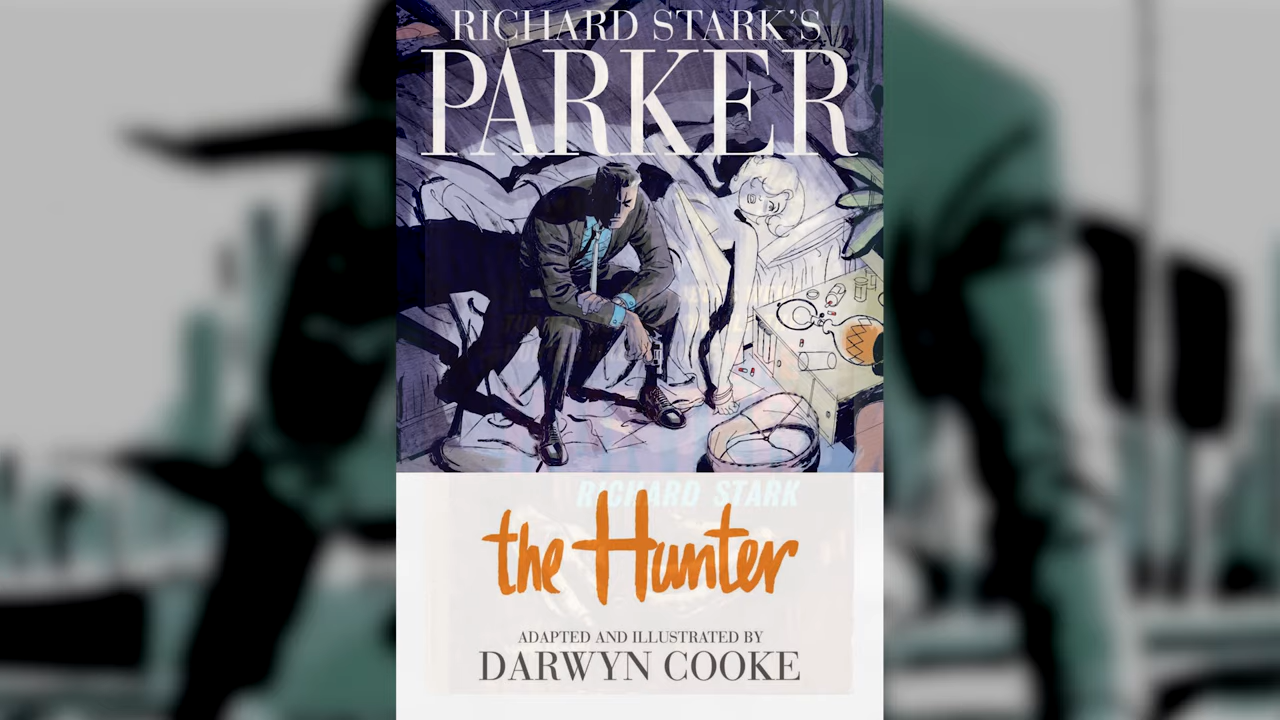 RICHARD STARK'S
PARKER
RICHARD STARK
the Hunter
ADAPTED AND ILLUSTRATED BY
DARWYN COOKE